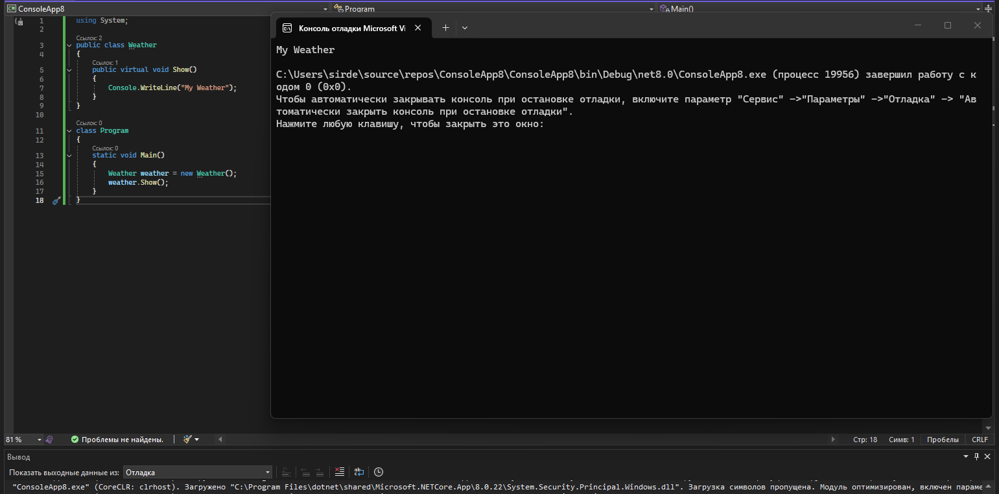 C# ConsoleApp8
Program
Main()
1 using System;
2
Ссылок: 2
3 public class Weather
4 {
Ссылок: 1
5 public virtual void Show()
6 {
7 Console.WriteLine("My Weather");
8 }
9 }
10
Ссылок: 0
11 class Program
12 {
Ссылок: 0
13 static void Main()
14 {
15 Weather weather = new Weather();
16 weather.Show();
17 }
18 }
Консоль отладки Microsoft Vi
My Weather
C:\Users\sirde\source\repos\ConsoleApp8\ConsoleApp8\bin\Debug\net8.0\ConsoleApp8.exe (процесс 19956) завершил работу с к
одом 0 (0x0).
Чтобы автоматически закрывать консоль при остановке отладки, включите параметр "Сервис" ->"Параметры" ->"Отладка" -> "Ав
томатически закрыть консоль при остановке отладки".
Нажмите любую клавишу, чтобы закрыть это окно:
81 % Проблемы не найдены. Стр: 18 Симв: 1 Пробелы CRLF
Вывод
Показать выходные данные из: Отладка
"ConsoleApp8.exe" (CoreCLR: clrhost). Загружено "C:\Program Files\dotnet\shared\Microsoft.NETCore.App\8.0.22\System.Security.Principal.Windows.dll". Загрузка символов пропущена. Модуль оптимизирован, включен параме